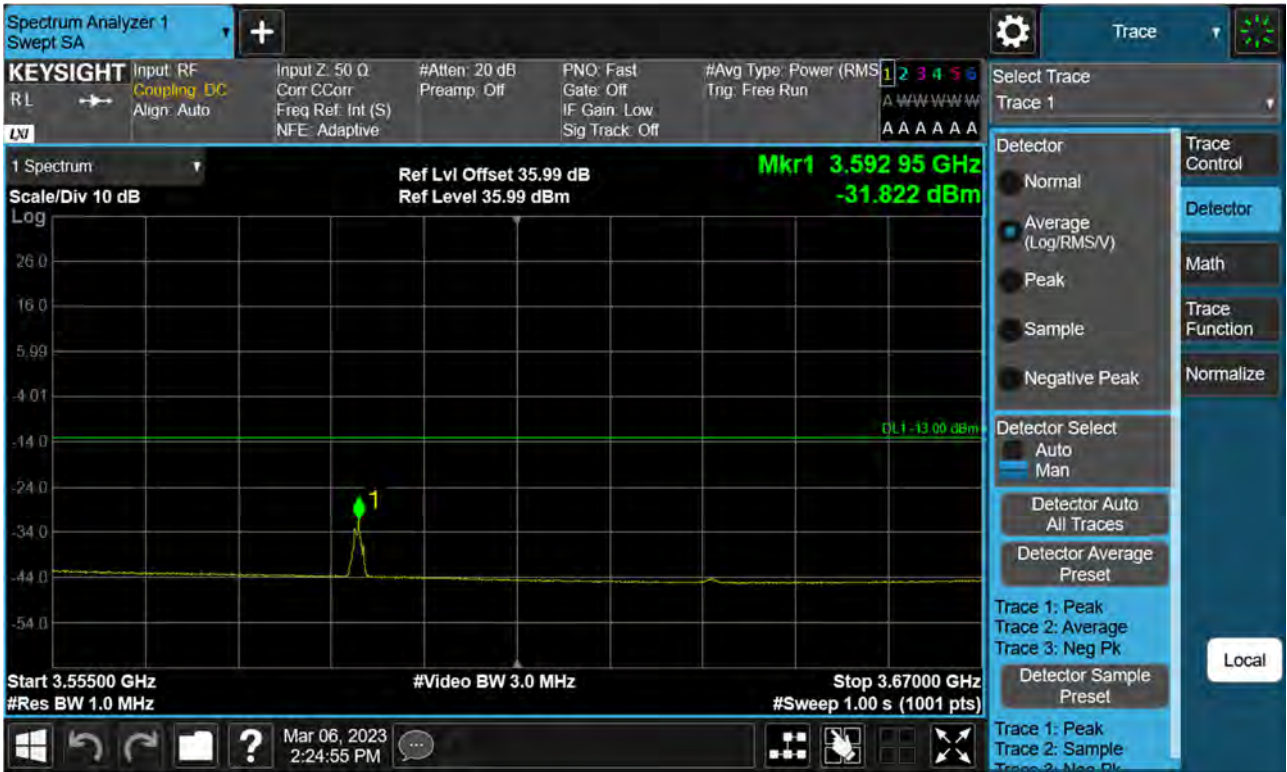 Spectrum Analyzer 1
Swept SA
+
Trace
KEYSIGHT
RL
LXI
Input: RF
Coupling: DC
Align: Auto
Input Z: 50 Ω
Corr CCorr
Freq Ref: Int (S)
NFE: Adaptive
#Atten: 20 dB
Preamp: Off
PNO: Fast
Gate: Off
IF Gain: Low
Sig Track: Off
#Avg Type: Power (RMS
Trig: Free Run
1 2 3 4 5 6
A W W W W W
A A A A A A
Select Trace
Trace 1
1 Spectrum
Scale/Div 10 dB
Log
Ref Lvl Offset 35.99 dB
Ref Level 35.99 dBm
Mkr1 3.592 95 GHz
-31.822 dBm
26.0
16.0
5.99
-4.01
-14.0
-24.0
-34.0
-44.0
-54.0
DL1 -13.00 dBm
1
Start 3.55500 GHz
#Res BW 1.0 MHz
#Video BW 3.0 MHz
Stop 3.67000 GHz
#Sweep 1.00 s (1001 pts)
Detector
Normal
Average
(Log/RMS/V)
Peak
Sample
Negative Peak
Detector Select
Auto
Man
Detector Auto
All Traces
Detector Average
Preset
Trace 1: Peak
Trace 2: Average
Trace 3: Neg Pk
Detector Sample
Preset
Trace 1: Peak
Trace 2: Sample
Trace 3: Neg Pk
Trace
Control
Detector
Math
Trace
Function
Normalize
Local
?
Mar 06, 2023
2:24:55 PM